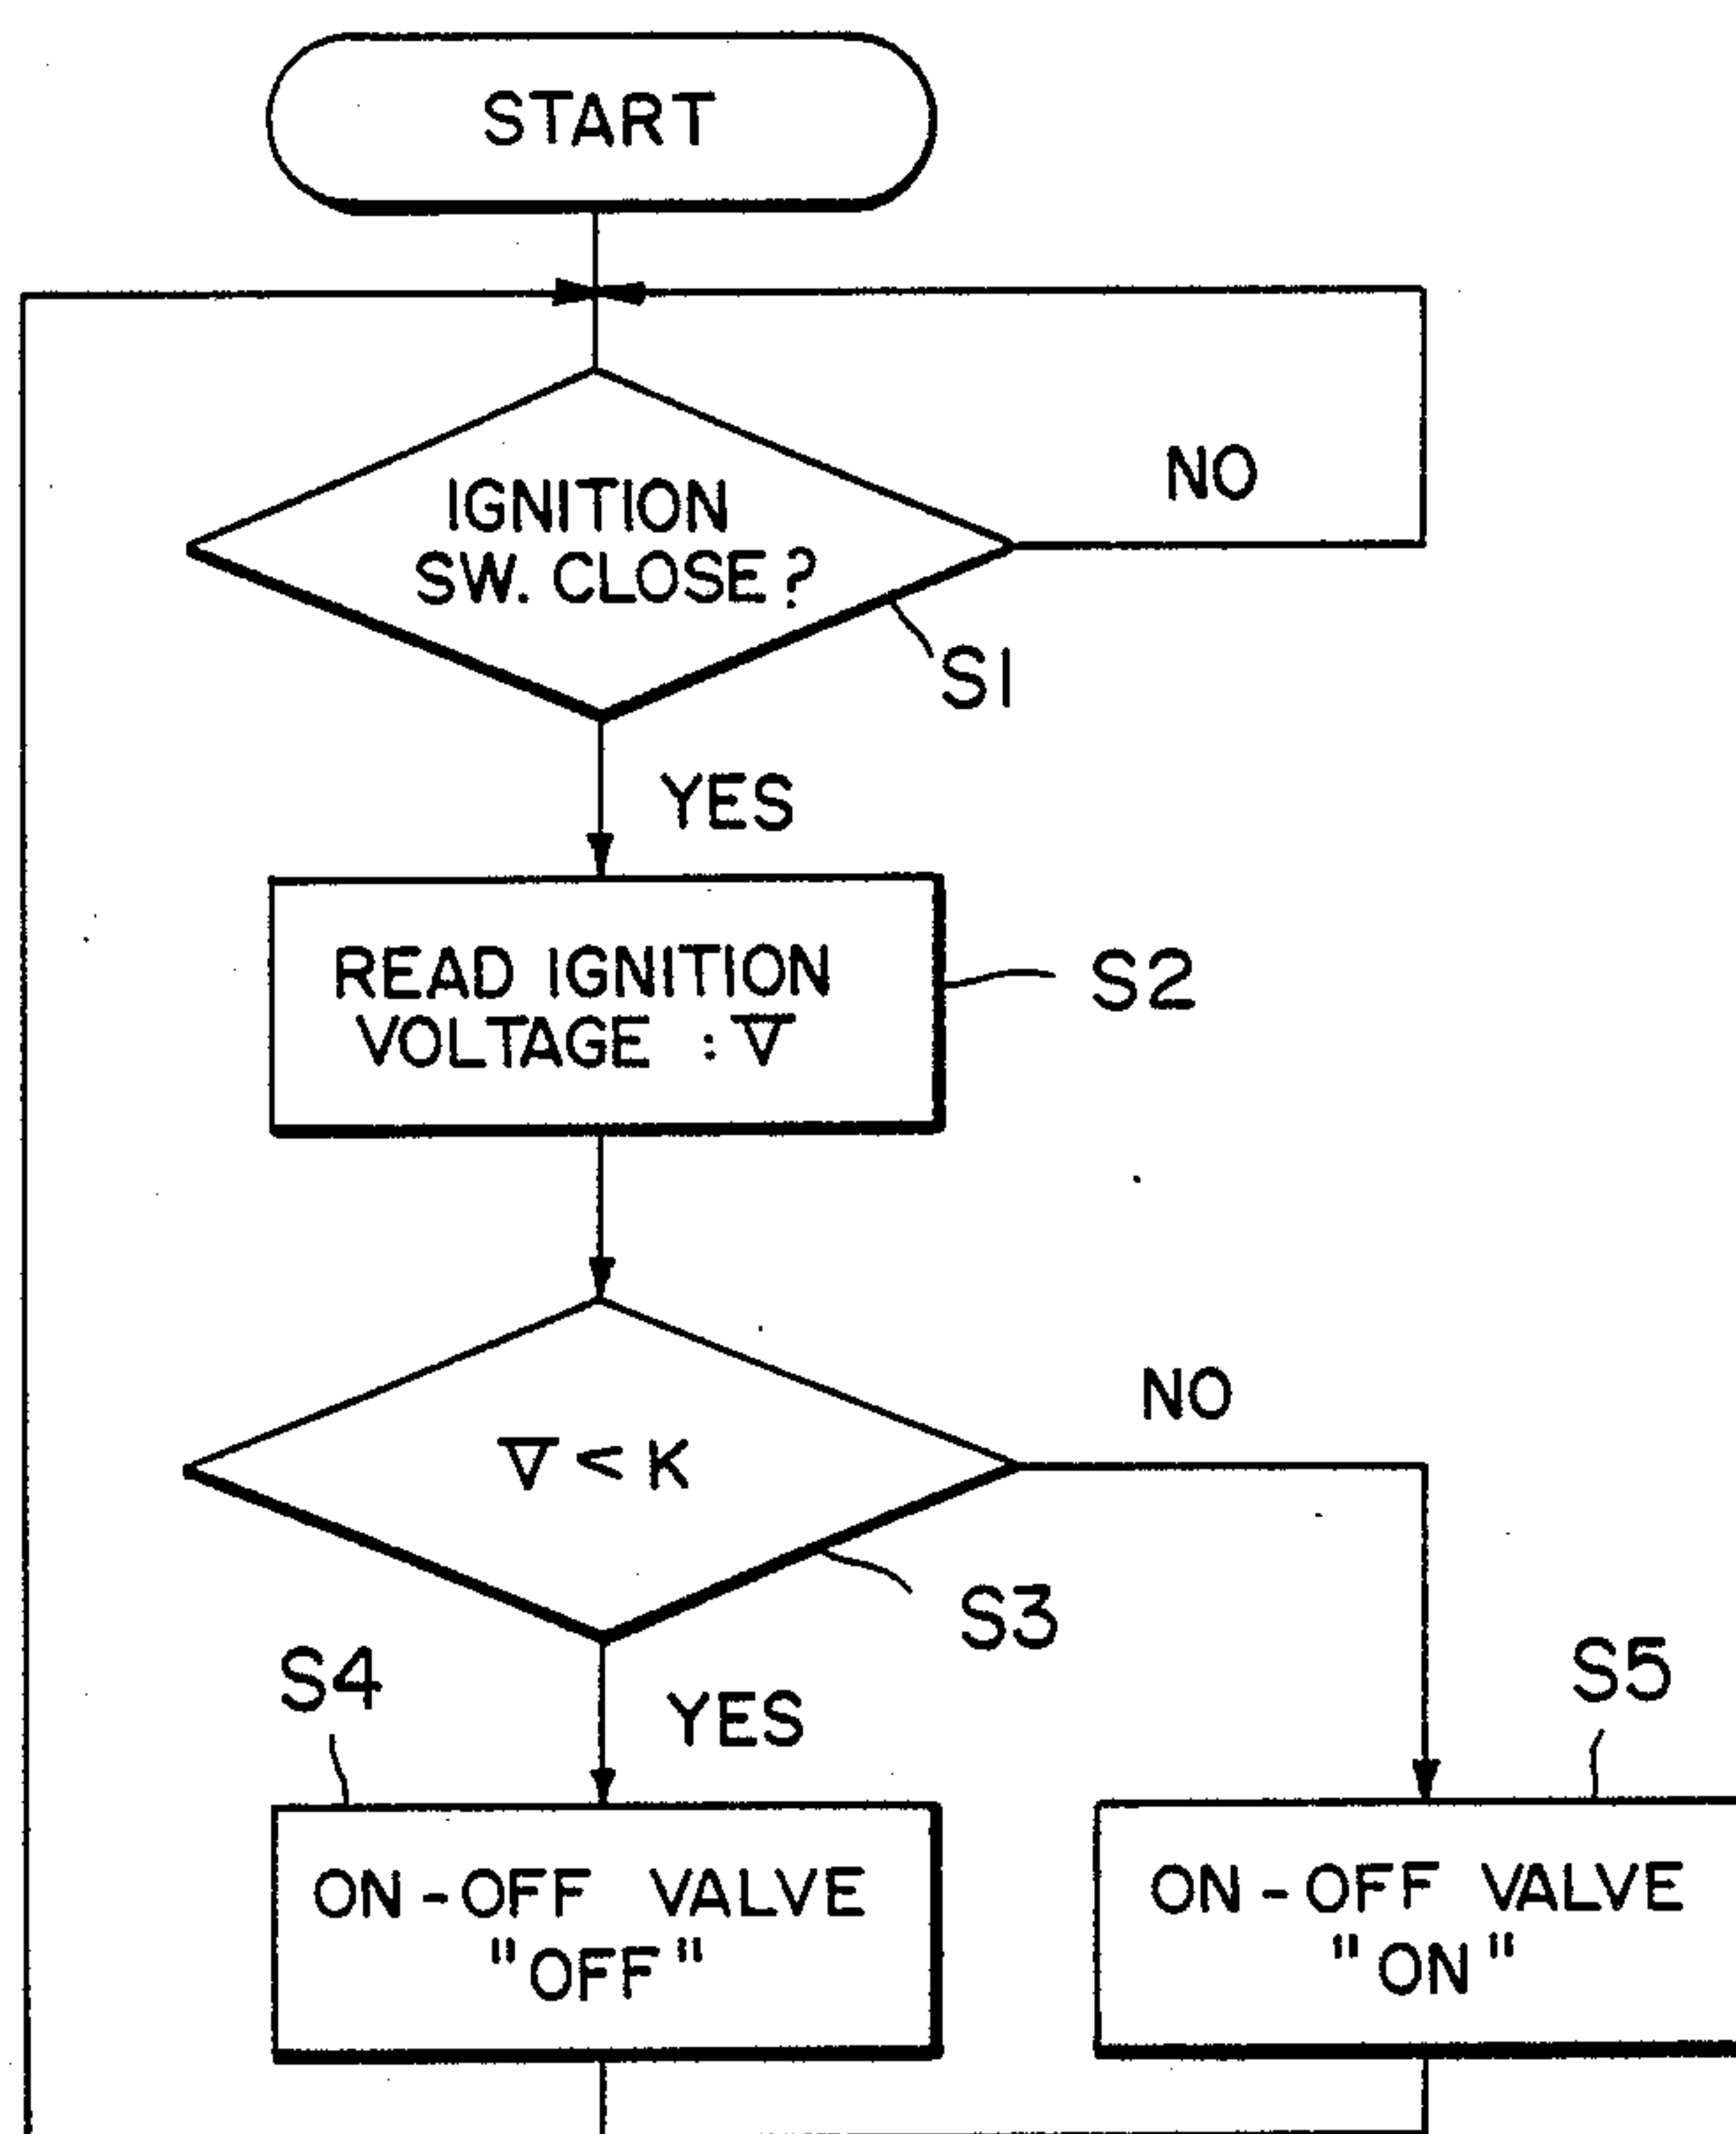 START
NO
IGNITION
SW. CLOSE?
S1
YES
READ IGNITION
VOLTAGE : V
S2
NO
V < K
S3
S4
YES
S5
ON-OFF VALVE
"OFF"
ON-OFF VALVE
"ON"